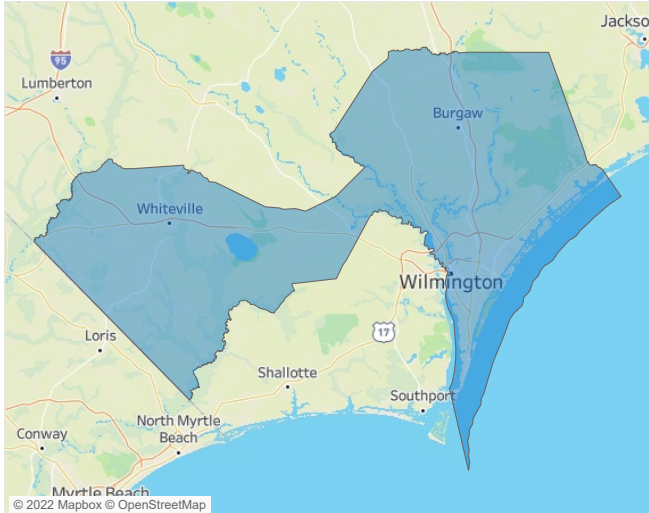 Jackso
95
Lumberton
Burgaw
Whiteville
Wilmington
17
Loris
Shallotte
Southport
North Myrtle
Beach
Conway
Myrtle Beach
© 2022 Mapbox © OpenStreetMap